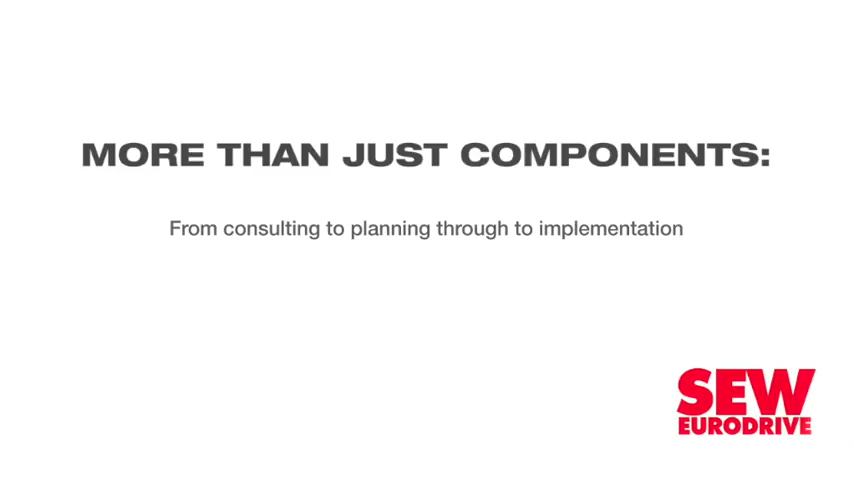 MORE THAN JUST COMPONENTS:
From consulting to planning through to implementation
SEW
EURODRIVE